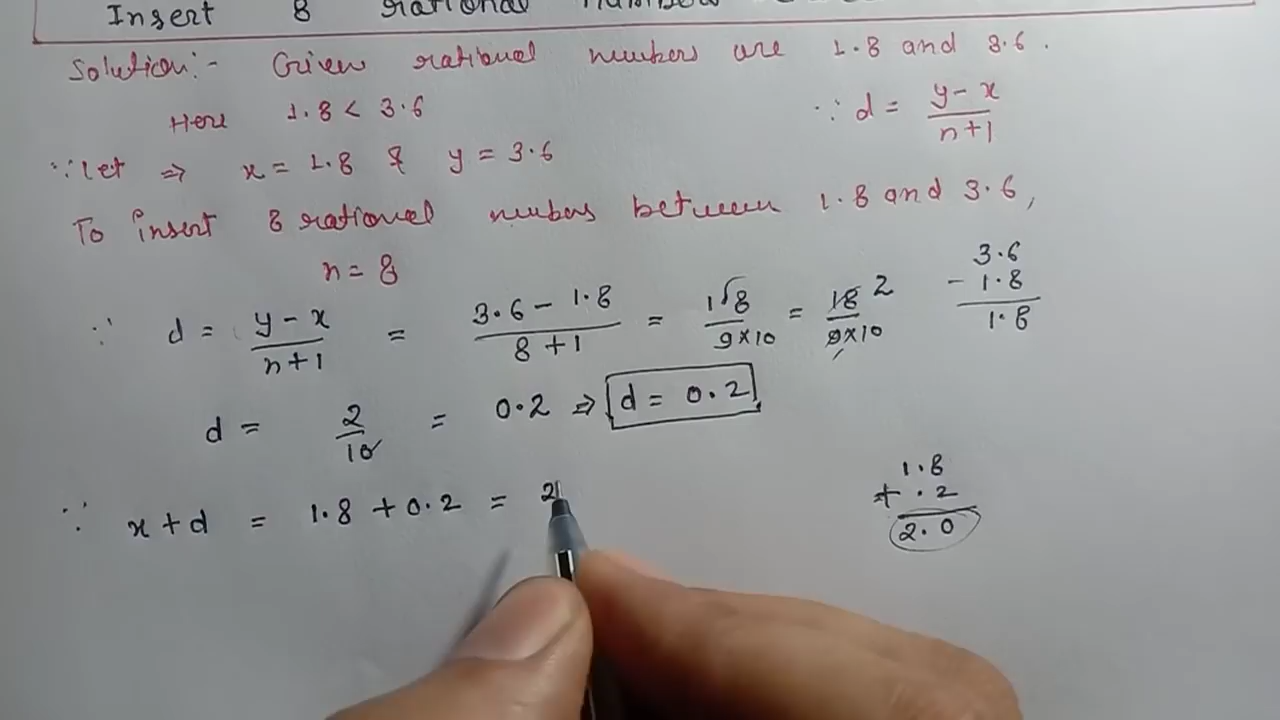 Insert 8 rational number
Solution:- Given rational numbers are 1.8 and 3.6.
Here 1.8 < 3.6
∵ d = y-x / n+1
∵ Let ⇒ x = 1.8 & y = 3.6
To insert 8 rational numbers between 1.8 and 3.6,
n = 8
∵ d = y-x / n+1 = 3.6 - 1.8 / 8+1 = 18 / 9×10 = 18 2 / 9×10
3.6
- 1.8
1.8
d = 2/10 = 0.2 ⇒ d = 0.2
∵ x+d = 1.8 + 0.2 = 2
1.8
+ .2
2.0